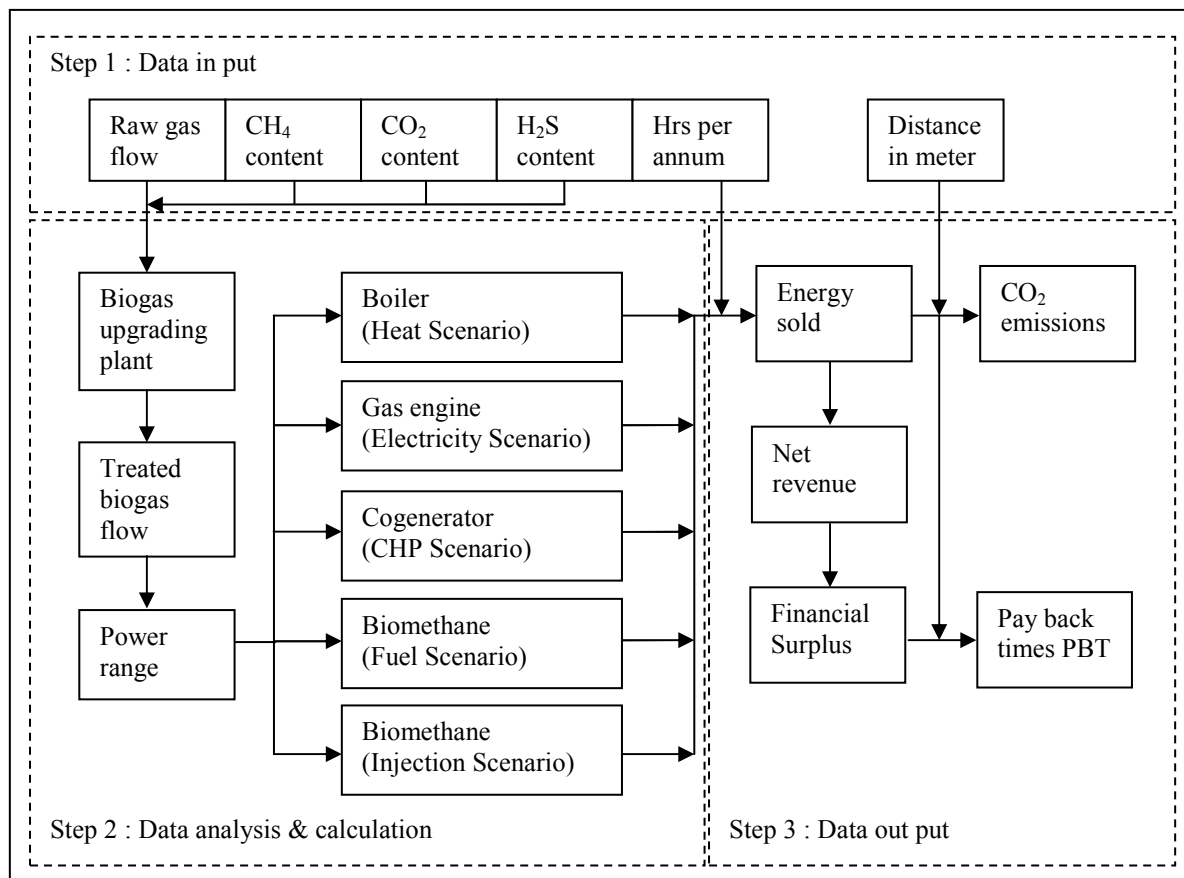 Step 1 : Data in put
Raw gas
flow
CH₄
content
CO₂
content
H₂S
content
Hrs per
annum
Distance
in meter
Biogas
upgrading
plant
Treated
biogas
flow
Power
range
Boiler
(Heat Scenario)
Gas engine
(Electricity Scenario)
Cogenerator
(CHP Scenario)
Biomethane
(Fuel Scenario)
Biomethane
(Injection Scenario)
Step 2 : Data analysis & calculation
Energy
sold
CO₂
emissions
Net
revenue
Financial
Surplus
Pay back
times PBT
Step 3 : Data out put